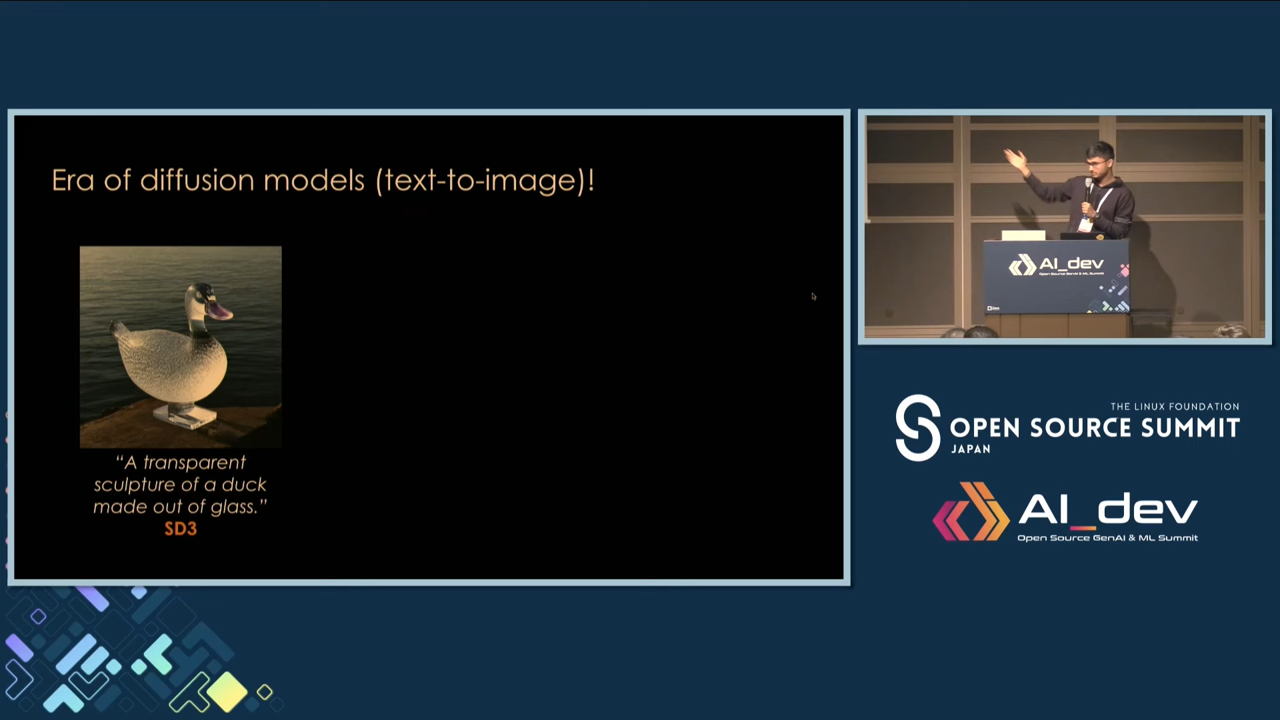 Era of diffusion models (text-to-image)!
“A transparent
sculpture of a duck
made out of glass.”
SD3
AI_dev
Open Source GenAI & ML Summit
THE LINUX FOUNDATION
OPEN SOURCE SUMMIT
JAPAN
AI_dev
Open Source GenAI & ML Summit